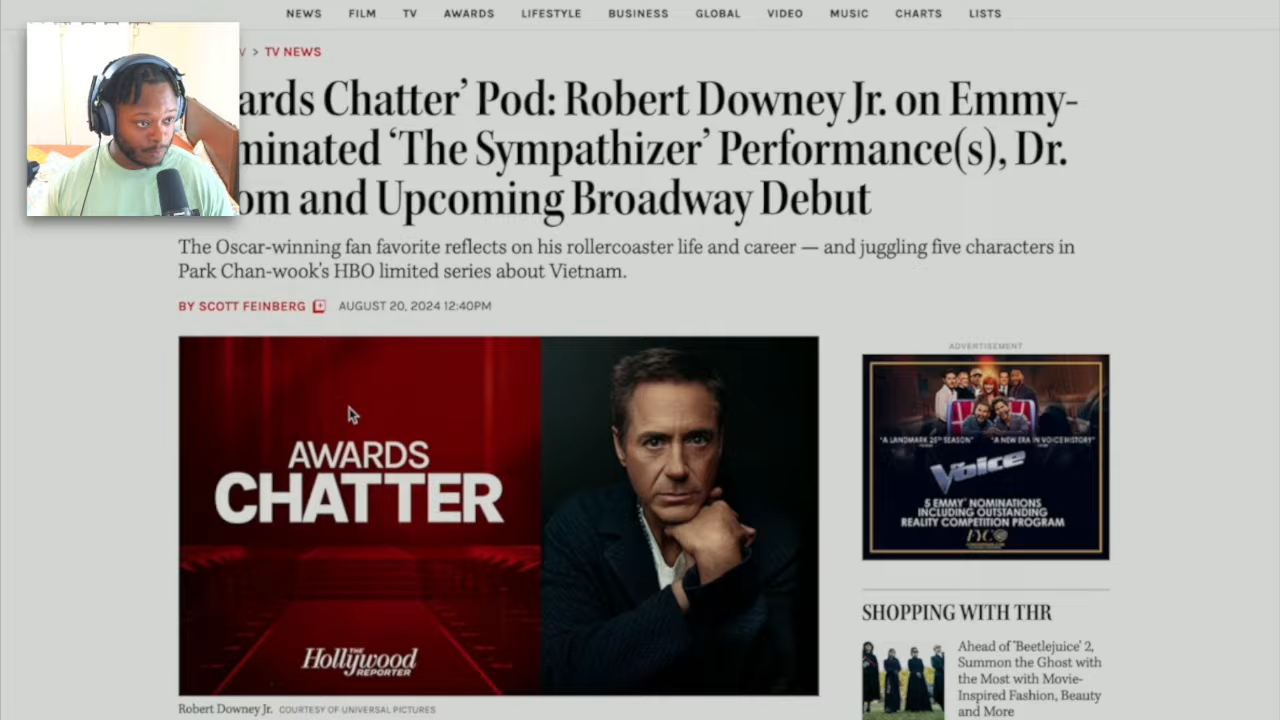 NEWS FILM TV AWARDS LIFESTYLE BUSINESS GLOBAL VIDEO MUSIC CHARTS LISTS
V > TV NEWS
ards Chatter’ Pod: Robert Downey Jr. on Emmy-
minated ‘The Sympathizer’ Performance(s), Dr.
om and Upcoming Broadway Debut
The Oscar-winning fan favorite reflects on his rollercoaster life and career — and juggling five characters in
Park Chan-wook’s HBO limited series about Vietnam.
BY SCOTT FEINBERG AUGUST 20, 2024 12:40PM
AWARDS
CHATTER
THE
Hollywood
REPORTER
Robert Downey Jr. COURTESY OF UNIVERSAL PICTURES
ADVERTISEMENT
"A LANDMARK 25TH SEASON" "A NEW ERA IN VOICE HISTORY"
The Voice
5 EMMY® NOMINATIONS
INCLUDING OUTSTANDING
REALITY COMPETITION PROGRAM
FYC
SHOPPING WITH THR
Ahead of ‘Beetlejuice’ 2,
Summon the Ghost with
the Most with Movie-
Inspired Fashion, Beauty
and More